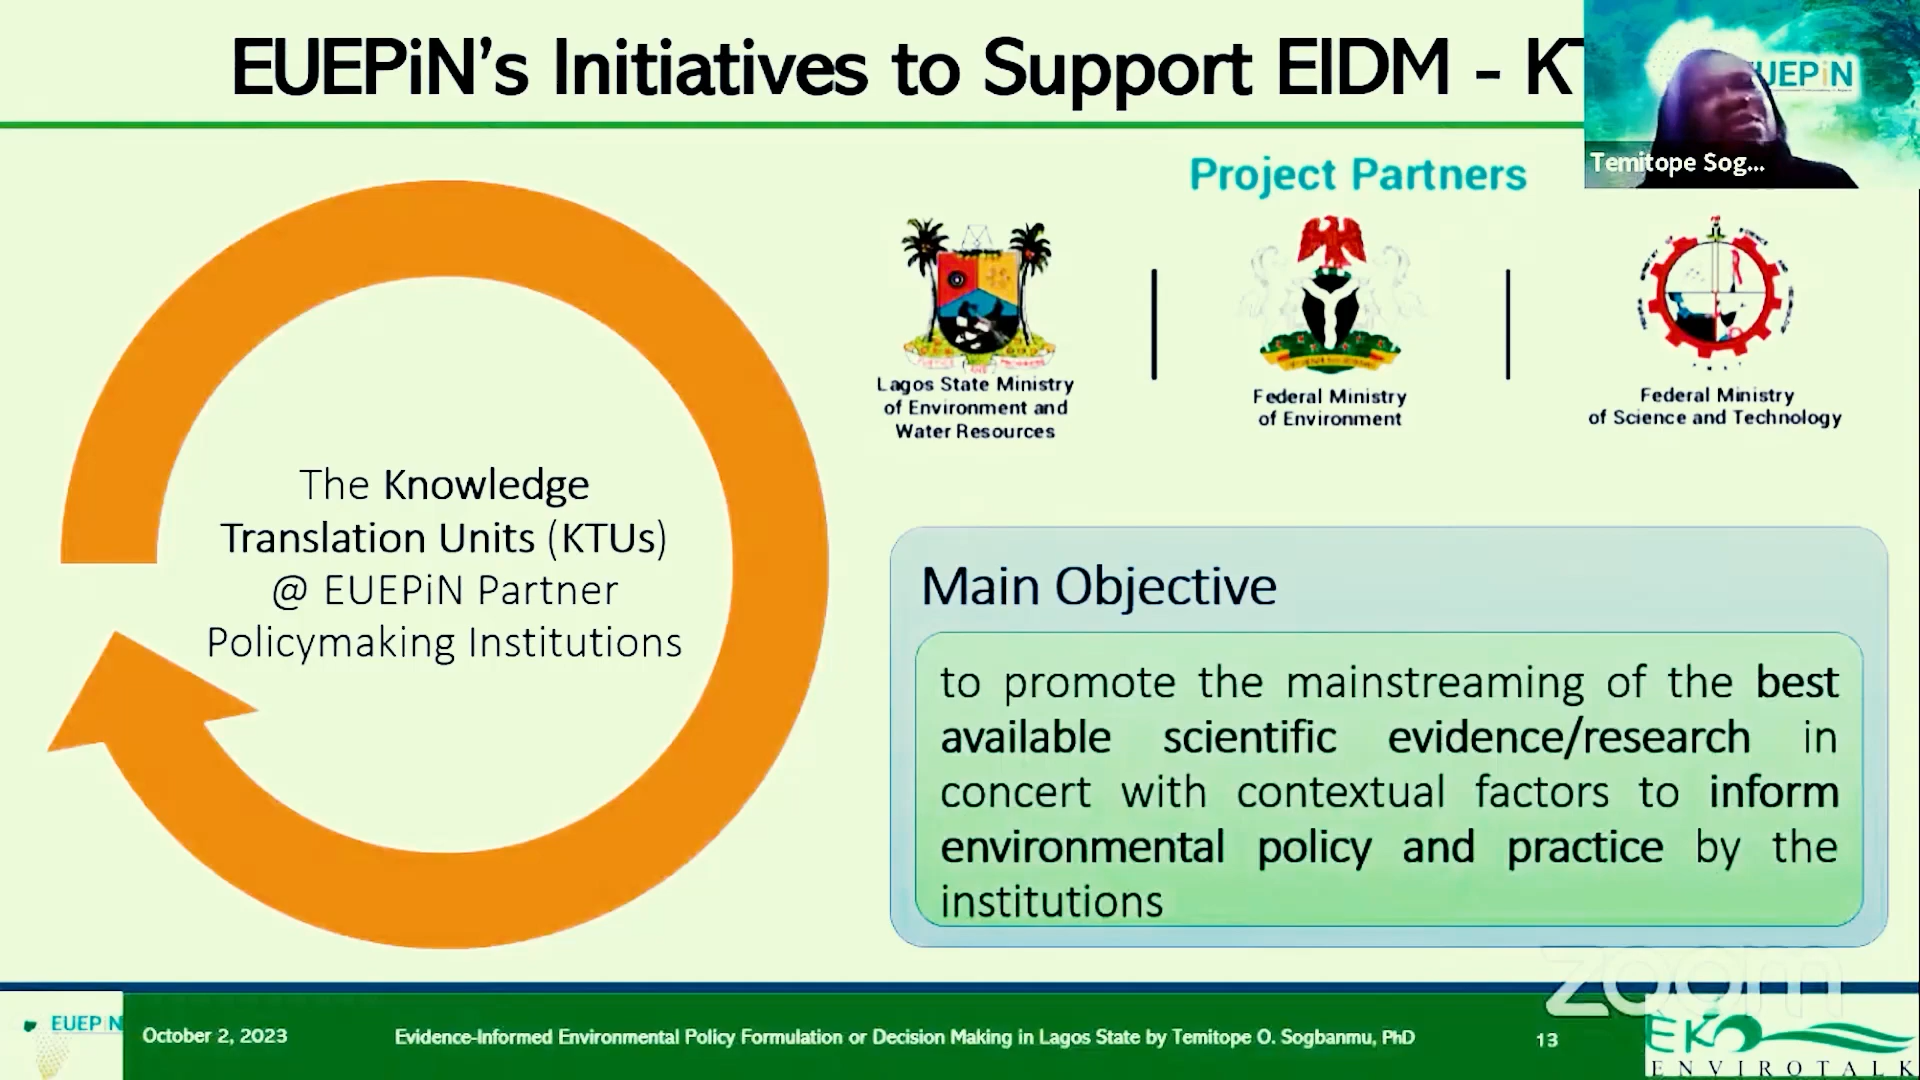 EUEPiN's Initiatives to Support EIDM - KT
UEPiN
Temitope Sog...
Project Partners
Lagos State Ministry
of Environment and
Water Resources
Federal Ministry
of Environment
Federal Ministry
of Science and Technology
The Knowledge
Translation Units (KTUs)
@ EUEPiN Partner
Policymaking Institutions
Main Objective
to promote the mainstreaming of the best
available scientific evidence/research in
concert with contextual factors to inform
environmental policy and practice by the
institutions
zoom
EUEPiN
October 2, 2023
Evidence-Informed Environmental Policy Formulation or Decision Making in Lagos State by Temitope O. Sogbanmu, PhD
13
ÈKO
ENVIROTALK